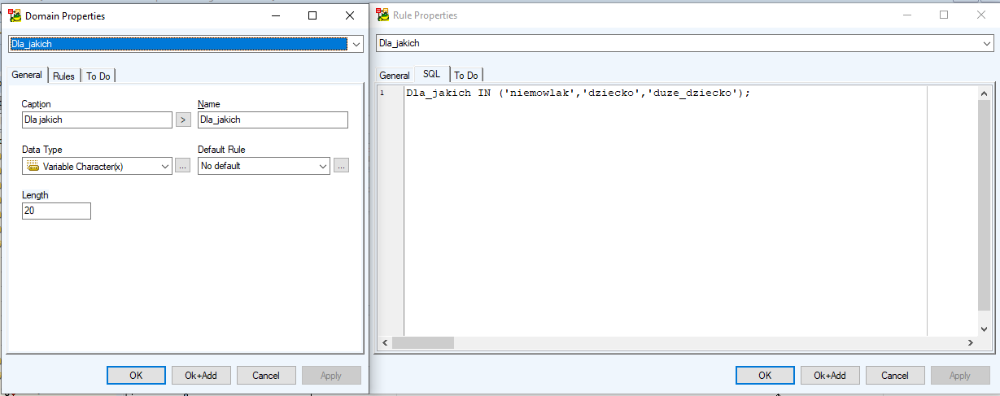 Domain Properties
Dla_jakich
General Rules To Do
Caption Name
Dla jakich > Dla_jakich
Data Type Default Rule
Variable Character(x) ... No default ...
Length
20
OK Ok+Add Cancel Apply
Rule Properties
Dla_jakich
General SQL To Do
1 Dla_jakich IN ('niemowlak','dziecko','duze_dziecko');
OK Ok+Add Cancel Apply